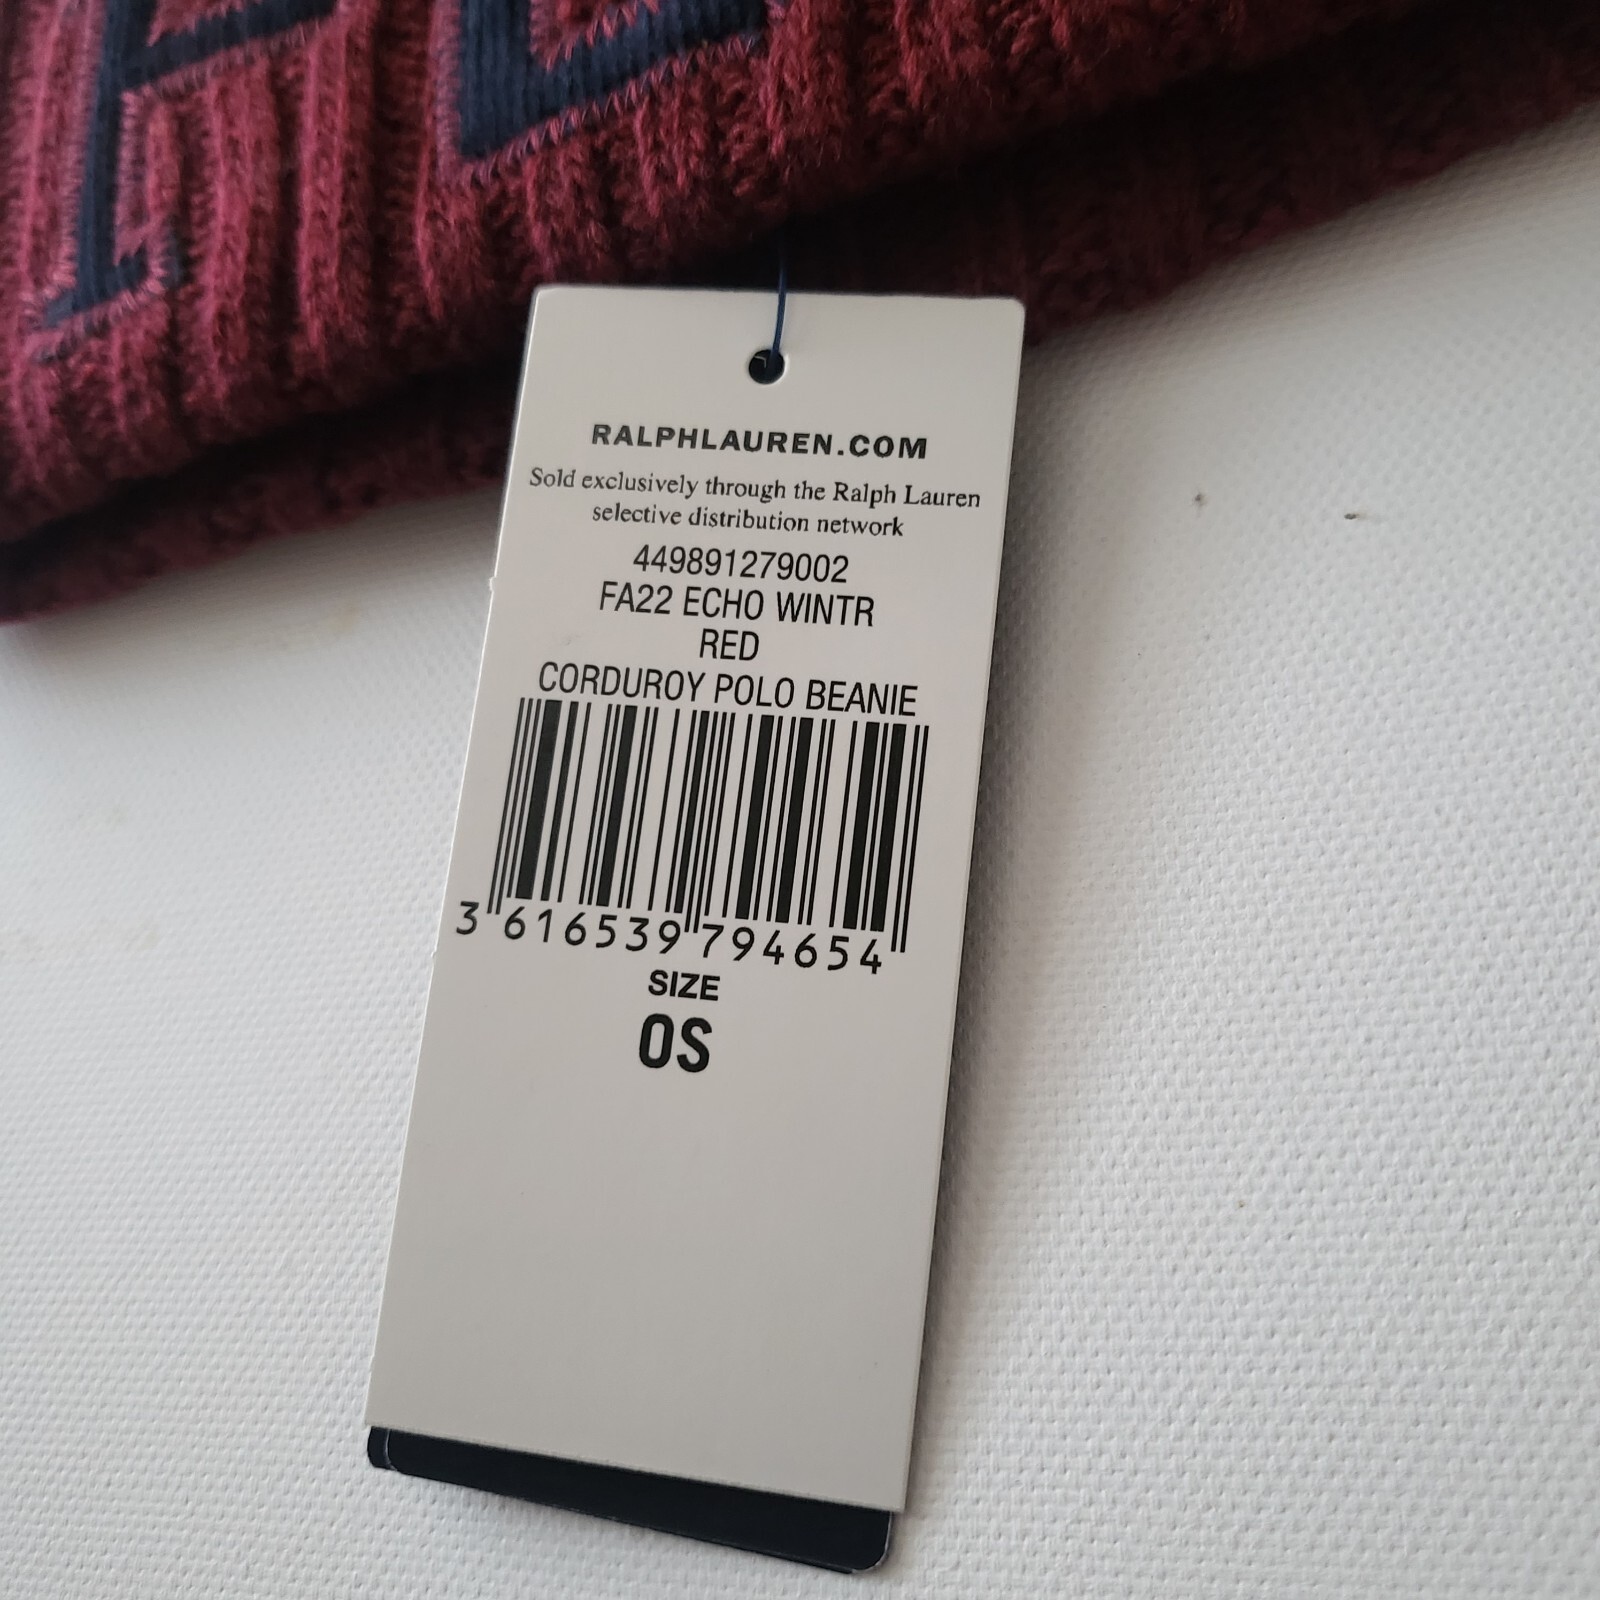 RALPHLAUREN.COM
Sold exclusively through the Ralph Lauren
selective distribution network
449891279002
FA22 ECHO WINTR
RED
CORDUROY POLO BEANIE
3 616539 794654
SIZE
OS